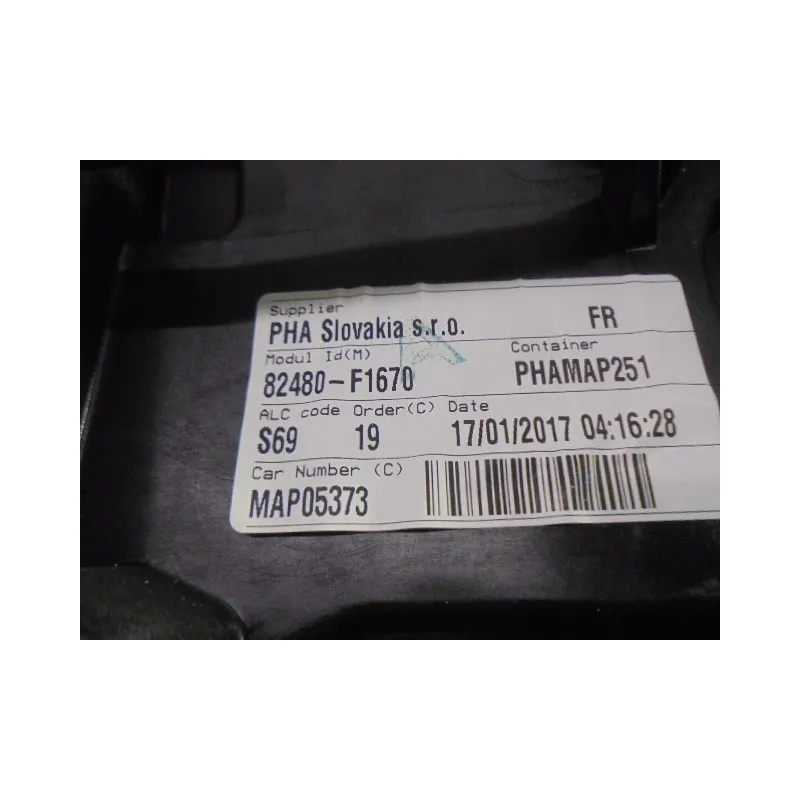 Supplier
PHA Slovakia s.r.o. FR
Modul Id(M) Container
82480-F1670 PHAMAP251
ALC code Order(C) Date
S69 19 17/01/2017 04:16:28
Car Number (C)
MAP05373